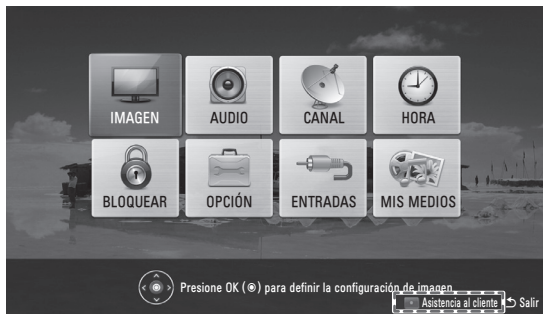 IMAGEN
AUDIO
CANAL
HORA
BLOQUEAR
OPCIÓN
ENTRADAS
MIS MEDIOS
Presione OK (◉) para definir la configuración de imagen
Asistencia al cliente
Salir